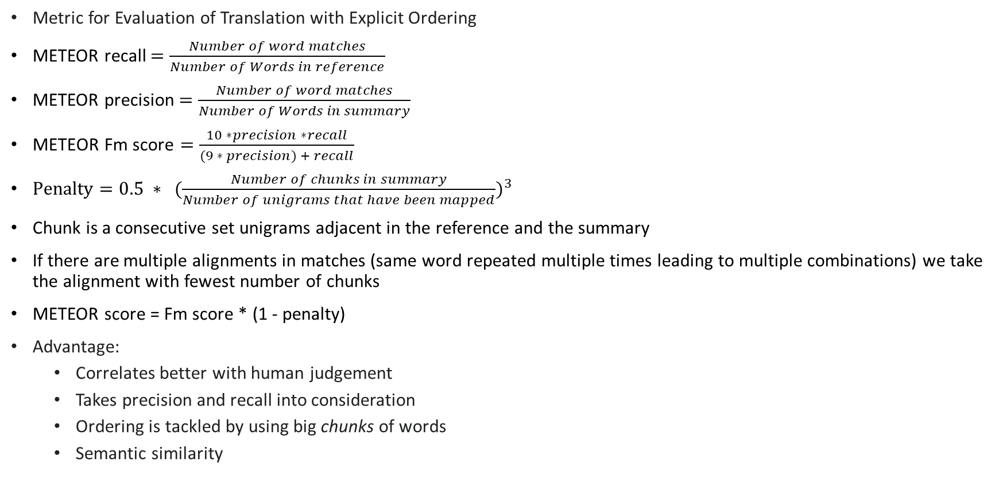 • Metric for Evaluation of Translation with Explicit Ordering
• METEOR recall = Number of word matches / Number of Words in reference
• METEOR precision = Number of word matches / Number of Words in summary
• METEOR Fm score = 10 ∗precision ∗recall / (9 ∗ precision) + recall
• Penalty = 0.5 ∗ (Number of chunks in summary / Number of unigrams that have been mapped)³
• Chunk is a consecutive set unigrams adjacent in the reference and the summary
• If there are multiple alignments in matches (same word repeated multiple times leading to multiple combinations) we take
the alignment with fewest number of chunks
• METEOR score = Fm score * (1 - penalty)
• Advantage:
• Correlates better with human judgement
• Takes precision and recall into consideration
• Ordering is tackled by using big chunks of words
• Semantic similarity